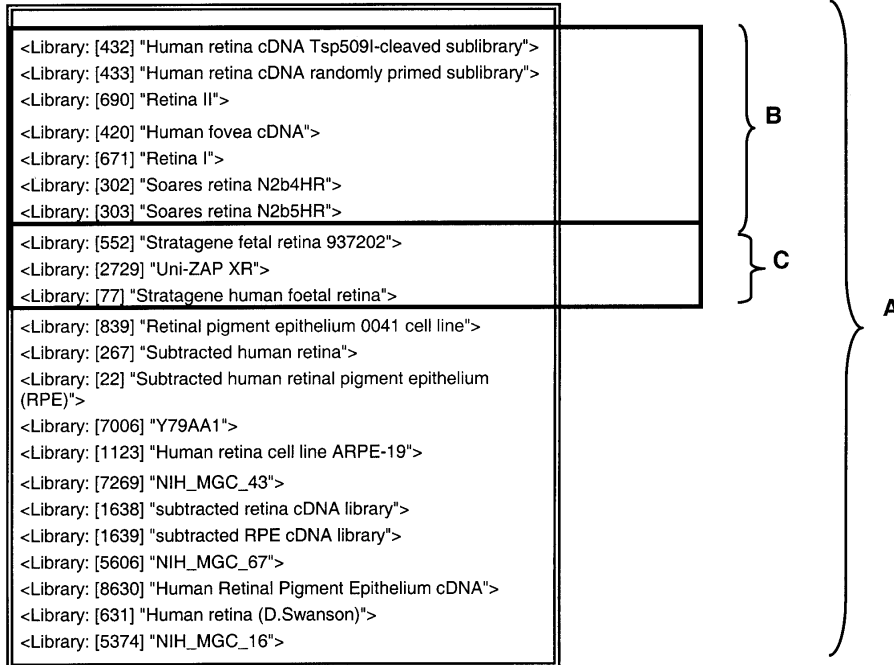 <Library: [432] "Human retina cDNA Tsp509I-cleaved sublibrary">
<Library: [433] "Human retina cDNA randomly primed sublibrary">
<Library: [690] "Retina II">
<Library: [420] "Human fovea cDNA">
<Library: [671] "Retina I">
<Library: [302] "Soares retina N2b4HR">
<Library: [303] "Soares retina N2b5HR">
B
<Library: [552] "Stratagene fetal retina 937202">
<Library: [2729] "Uni-ZAP XR">
<Library: [77] "Stratagene human foetal retina">
C
<Library: [839] "Retinal pigment epithelium 0041 cell line">
<Library: [267] "Subtracted human retina">
<Library: [22] "Subtracted human retinal pigment epithelium
(RPE)">
<Library: [7006] "Y79AA1">
<Library: [1123] "Human retina cell line ARPE-19">
<Library: [7269] "NIH_MGC_43">
<Library: [1638] "subtracted retina cDNA library">
<Library: [1639] "subtracted RPE cDNA library">
<Library: [5606] "NIH_MGC_67">
<Library: [8630] "Human Retinal Pigment Epithelium cDNA">
<Library: [631] "Human retina (D.Swanson)">
<Library: [5374] "NIH_MGC_16">
A